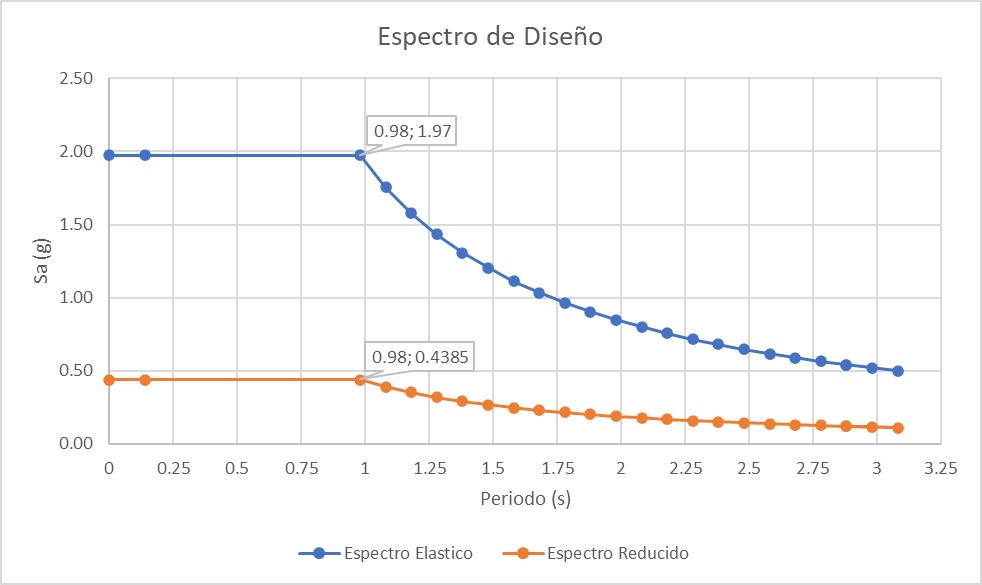 Espectro de Diseño
2.50
2.00
1.50
1.00
0.50
0.00
Sa (g)
0.98; 1.97
0.98; 0.4385
0 0.25 0.5 0.75 1 1.25 1.5 1.75 2 2.25 2.5 2.75 3 3.25
Periodo (s)
Espectro Elastico Espectro Reducido